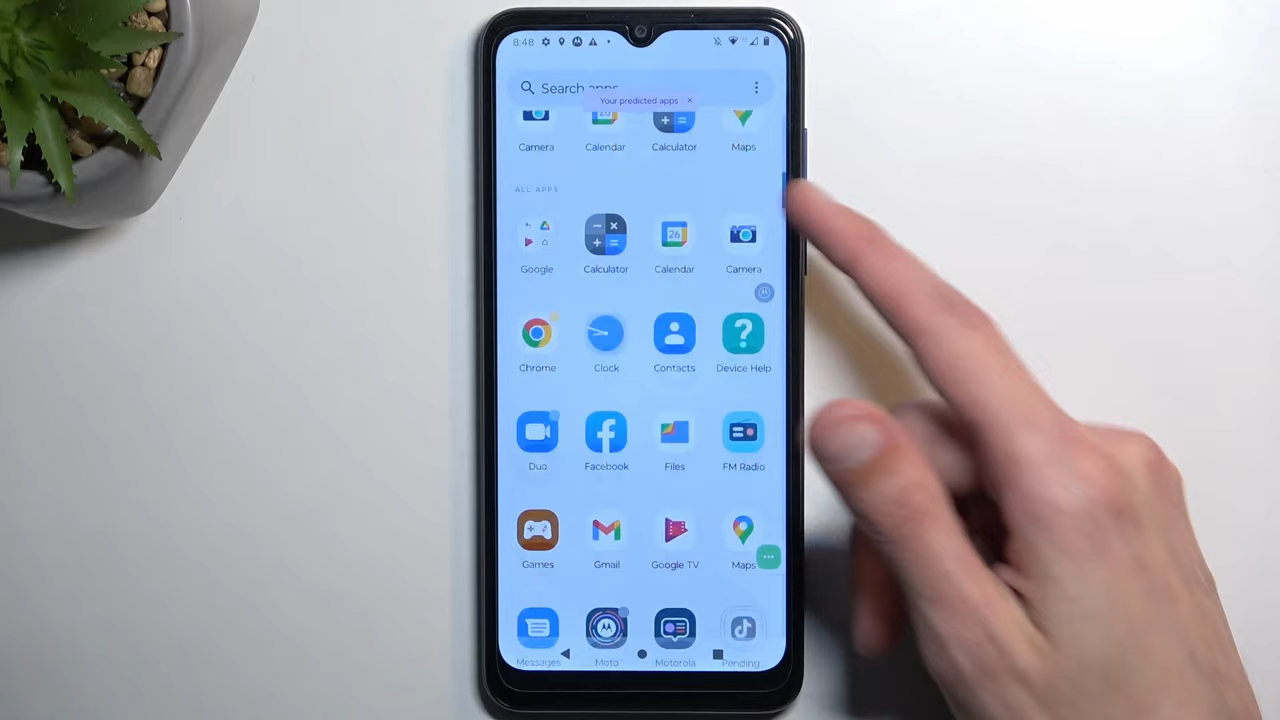 8:48
Search apps
Your predicted apps ×
Camera Calendar Calculator Maps
ALL APPS
Google Calculator Calendar Camera
Chrome Clock Contacts Device Help
Duo Facebook Files FM Radio
Games Gmail Google TV Maps
Messages Moto Motorola Pending...